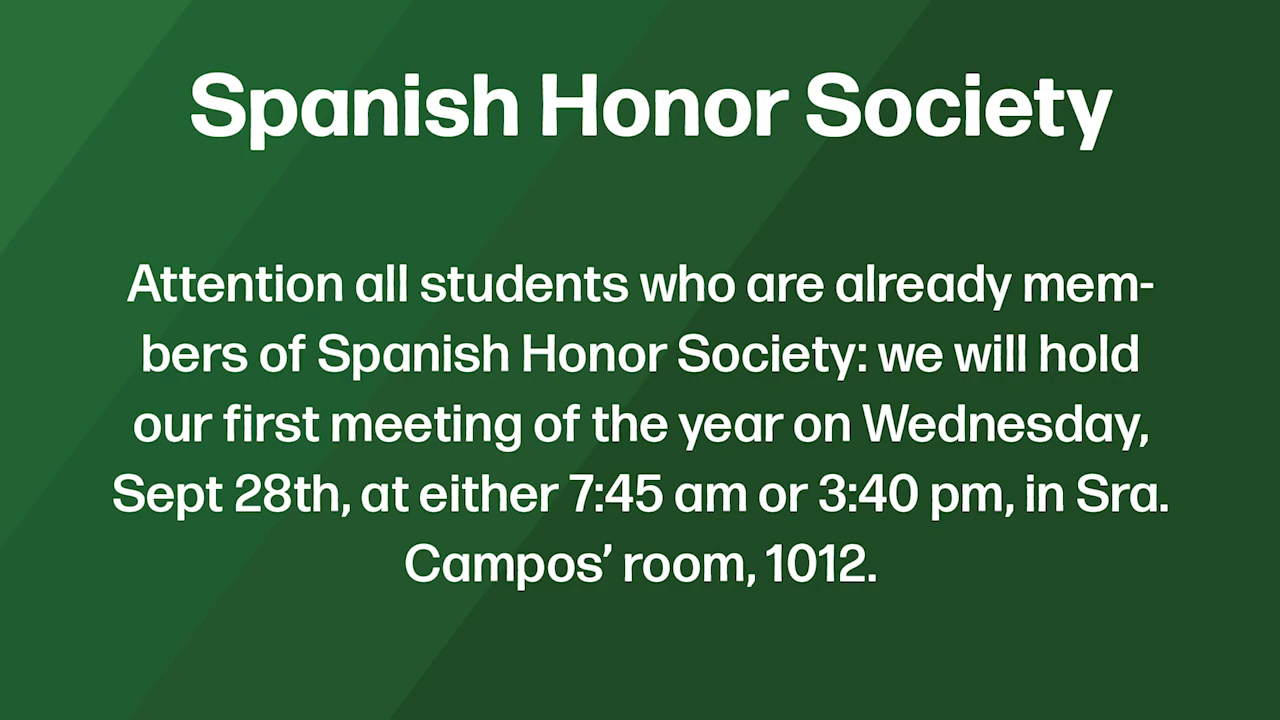 Spanish Honor Society
Attention all students who are already mem-
bers of Spanish Honor Society: we will hold
our first meeting of the year on Wednesday,
Sept 28th, at either 7:45 am or 3:40 pm, in Sra.
Campos’ room, 1012.